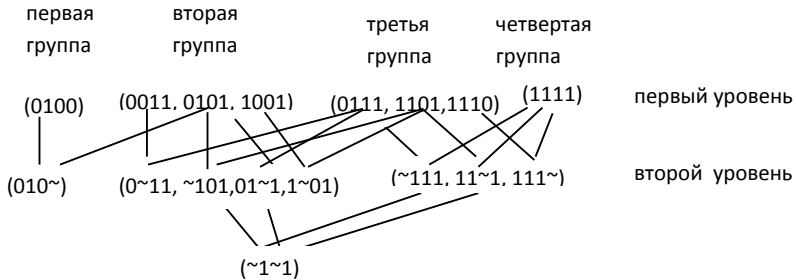 первая вторая третья четвертая
группа группа группа группа
(0100) (0011, 0101, 1001) (0111, 1101,1110) (1111) первый уровень
(010~) (0~11, ~101,01~1,1~01) (~111, 11~1, 111~) второй уровень
(~1~1)